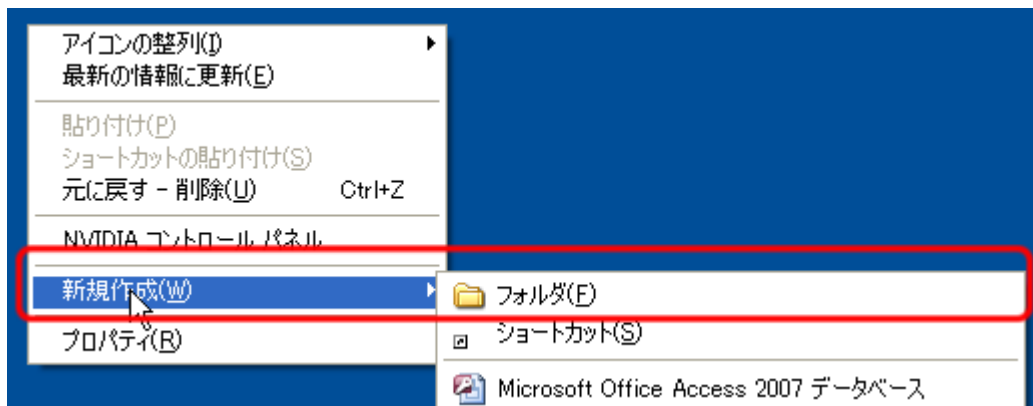 アイコンの整列(I)
最新の情報に更新(E)
貼り付け(P)
ショートカットの貼り付け(S)
元に戻す - 削除(U) Ctrl+Z
NVIDIA コントロール パネル
新規作成(W)
フォルダ(F)
プロパティ(R)
ショートカット(S)
Microsoft Office Access 2007 データベース